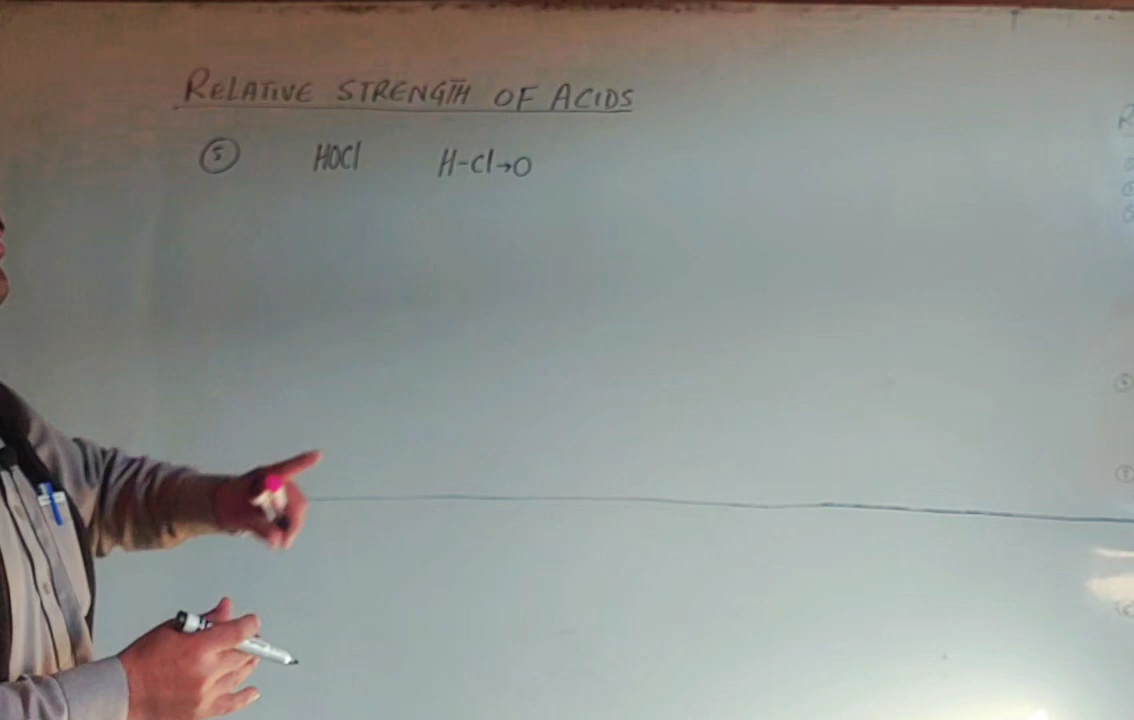 RELATIVE STRENGTH OF ACIDS
⑤ HOCl H-Cl→O